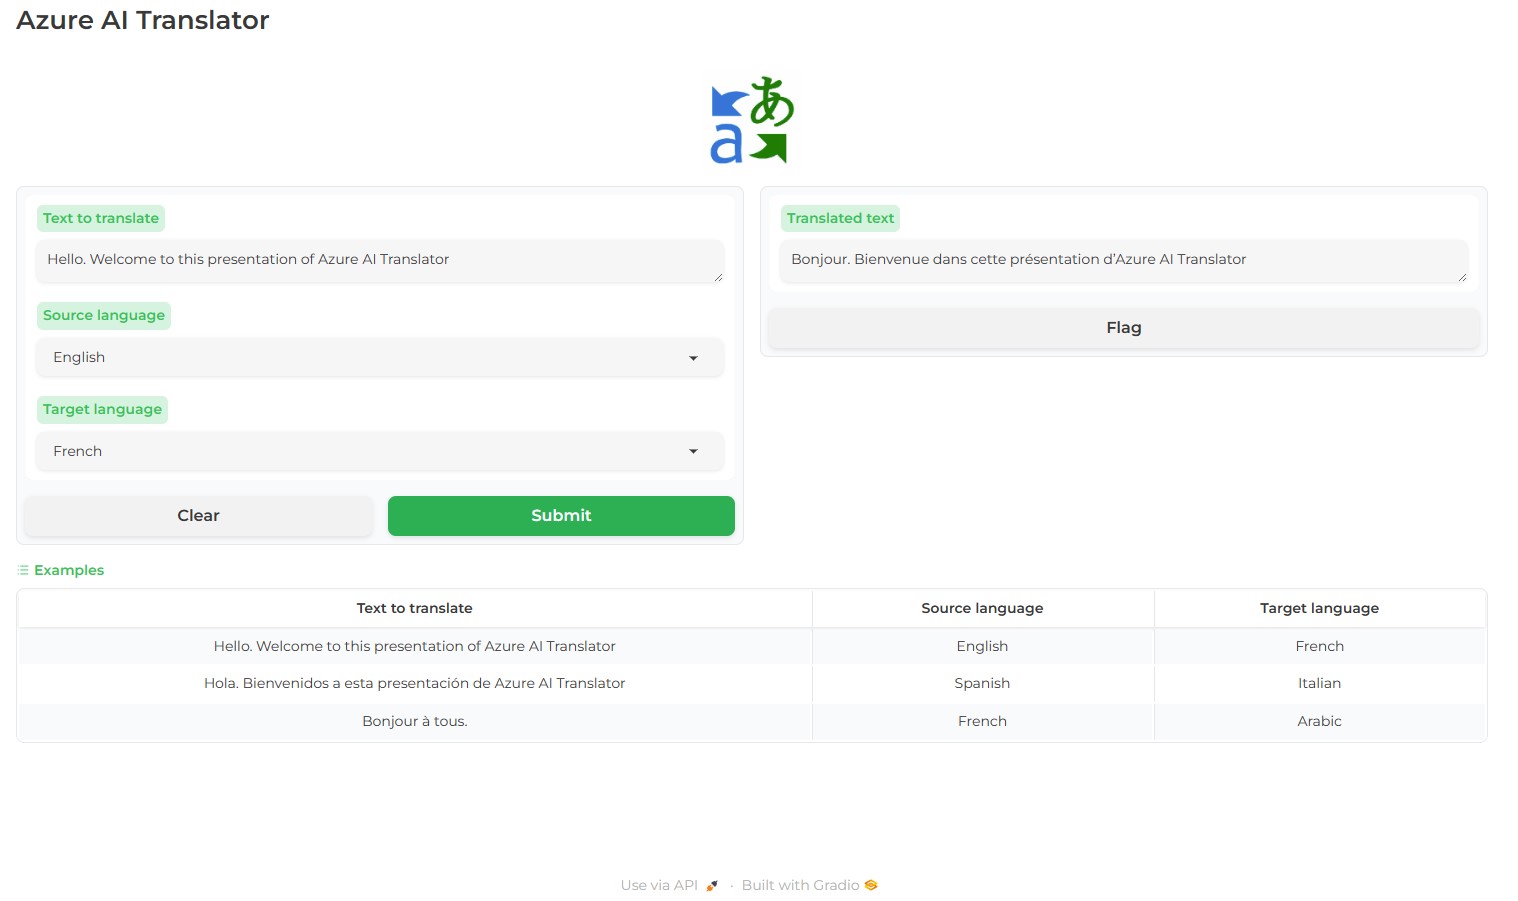 Azure AI Translator
あ
a
Text to translate
Hello. Welcome to this presentation of Azure AI Translator
Source language
English
Target language
French
Clear
Submit
Translated text
Bonjour. Bienvenue dans cette présentation d’Azure AI Translator
Flag
Examples
Text to translate Source language Target language
Hello. Welcome to this presentation of Azure AI Translator English French
Hola. Bienvenidos a esta presentación de Azure AI Translator Spanish Italian
Bonjour à tous. French Arabic
Use via API · Built with Gradio